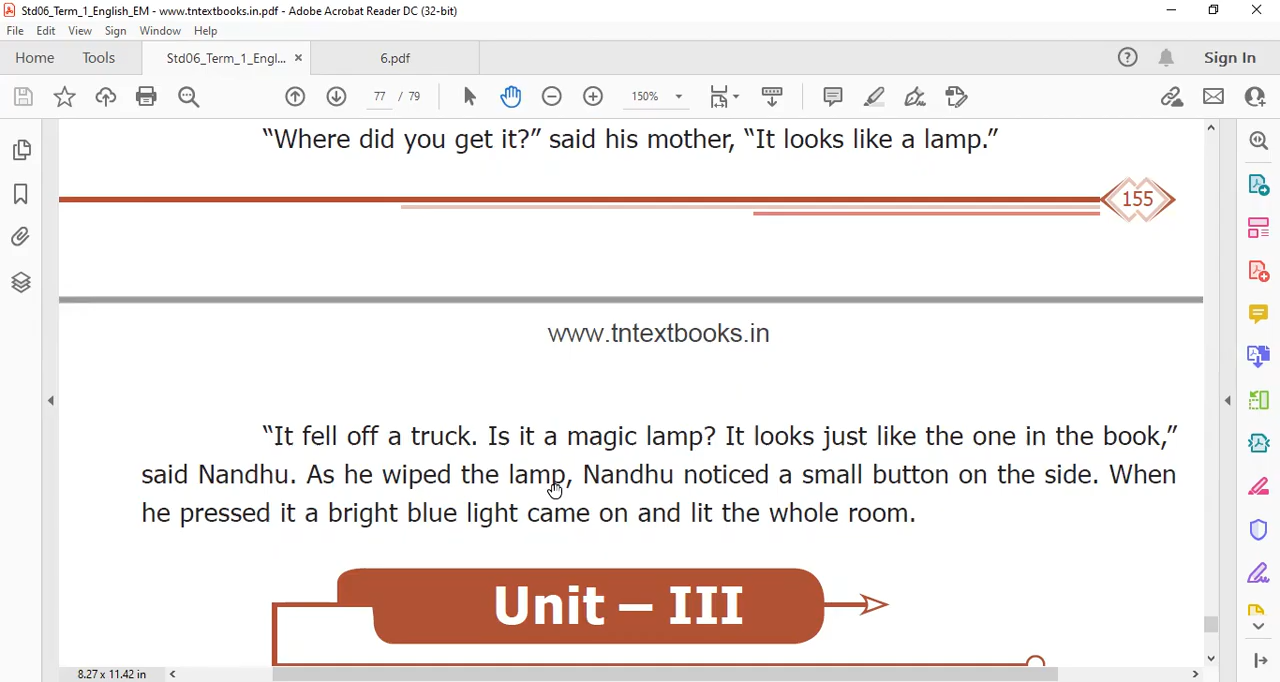 Std06_Term_1_English_EM - www.tntextbooks.in.pdf - Adobe Acrobat Reader DC (32-bit)
File Edit View Sign Window Help
Home Tools Std06_Term_1_Engl... × 6.pdf Sign In
77 / 79 150%
“Where did you get it?” said his mother, “It looks like a lamp.”
155
www.tntextbooks.in
“It fell off a truck. Is it a magic lamp? It looks just like the one in the book,”
said Nandhu. As he wiped the lamp, Nandhu noticed a small button on the side. When
he pressed it a bright blue light came on and lit the whole room.
Unit – III
8.27 x 11.42 in